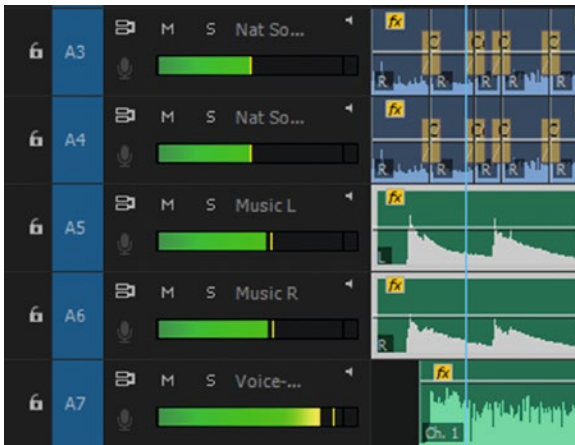 A3 M S Nat So... fx
C C C C
R R R R
A4 M S Nat So... fx
C C C C
R R R R
A5 M S Music L fx
L
A6 M S Music R fx
R
A7 M S Voice-... fx
Ch. 1